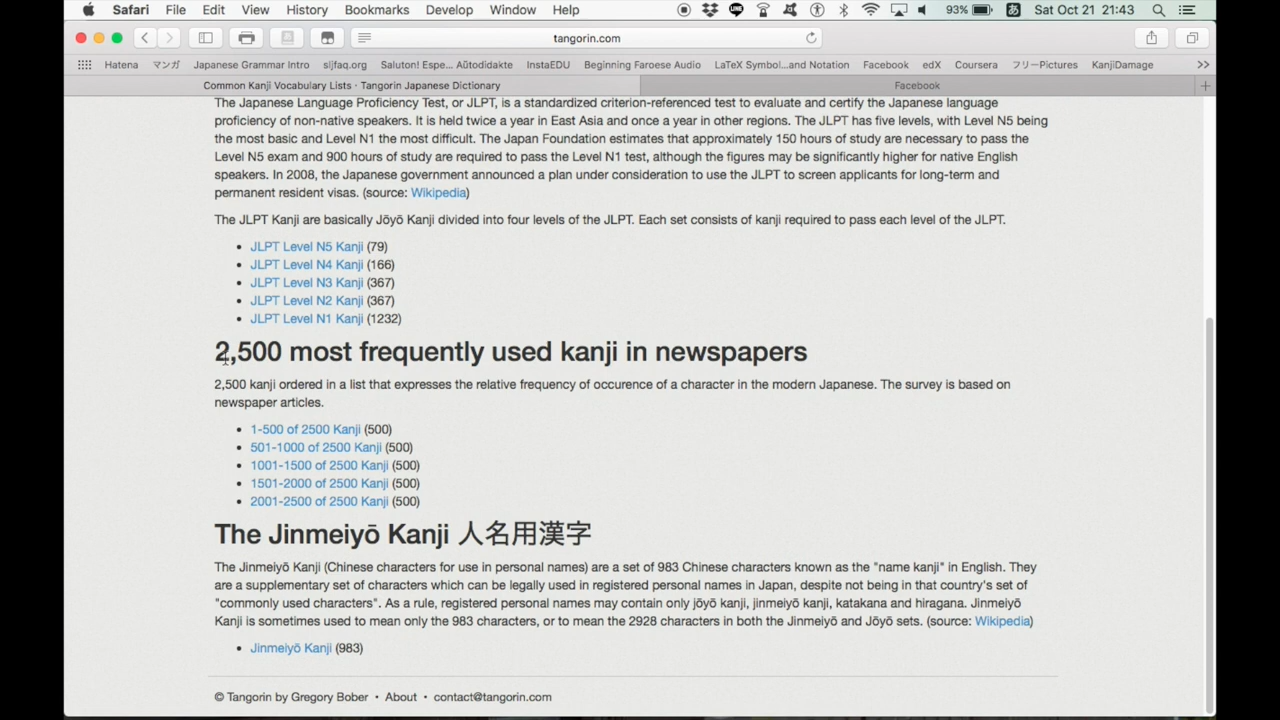 Safari File Edit View History Bookmarks Develop Window Help 93% あ Sat Oct 21 21:43
tangorin.com
Hatena マンガ Japanese Grammar Intro sljfaq.org Saluton! Espe... Aŭtodidakte InstaEDU Beginning Faroese Audio LaTeX Symbol...and Notation Facebook edX Coursera フリーPictures KanjiDamage >>
Common Kanji Vocabulary Lists · Tangorin Japanese Dictionary Facebook
The Japanese Language Proficiency Test, or JLPT, is a standardized criterion-referenced test to evaluate and certify the Japanese language
proficiency of non-native speakers. It is held twice a year in East Asia and once a year in other regions. The JLPT has five levels, with Level N5 being
the most basic and Level N1 the most difficult. The Japan Foundation estimates that approximately 150 hours of study are necessary to pass the
Level N5 exam and 900 hours of study are required to pass the Level N1 test, although the figures may be significantly higher for native English
speakers. In 2008, the Japanese government announced a plan under consideration to use the JLPT to screen applicants for long-term and
permanent resident visas. (source: Wikipedia)
The JLPT Kanji are basically Jōyō Kanji divided into four levels of the JLPT. Each set consists of kanji required to pass each level of the JLPT.
• JLPT Level N5 Kanji (79)
• JLPT Level N4 Kanji (166)
• JLPT Level N3 Kanji (367)
• JLPT Level N2 Kanji (367)
• JLPT Level N1 Kanji (1232)
2,500 most frequently used kanji in newspapers
2,500 kanji ordered in a list that expresses the relative frequency of occurence of a character in the modern Japanese. The survey is based on
newspaper articles.
• 1-500 of 2500 Kanji (500)
• 501-1000 of 2500 Kanji (500)
• 1001-1500 of 2500 Kanji (500)
• 1501-2000 of 2500 Kanji (500)
• 2001-2500 of 2500 Kanji (500)
The Jinmeiyō Kanji 人名用漢字
The Jinmeiyō Kanji (Chinese characters for use in personal names) are a set of 983 Chinese characters known as the "name kanji" in English. They
are a supplementary set of characters which can be legally used in registered personal names in Japan, despite not being in that country's set of
"commonly used characters". As a rule, registered personal names may contain only jōyō kanji, jinmeiyō kanji, katakana and hiragana. Jinmeiyō
Kanji is sometimes used to mean only the 983 characters, or to mean the 2928 characters in both the Jinmeiyō and Jōyō sets. (source: Wikipedia)
• Jinmeiyō Kanji (983)
© Tangorin by Gregory Bober • About • contact@tangorin.com